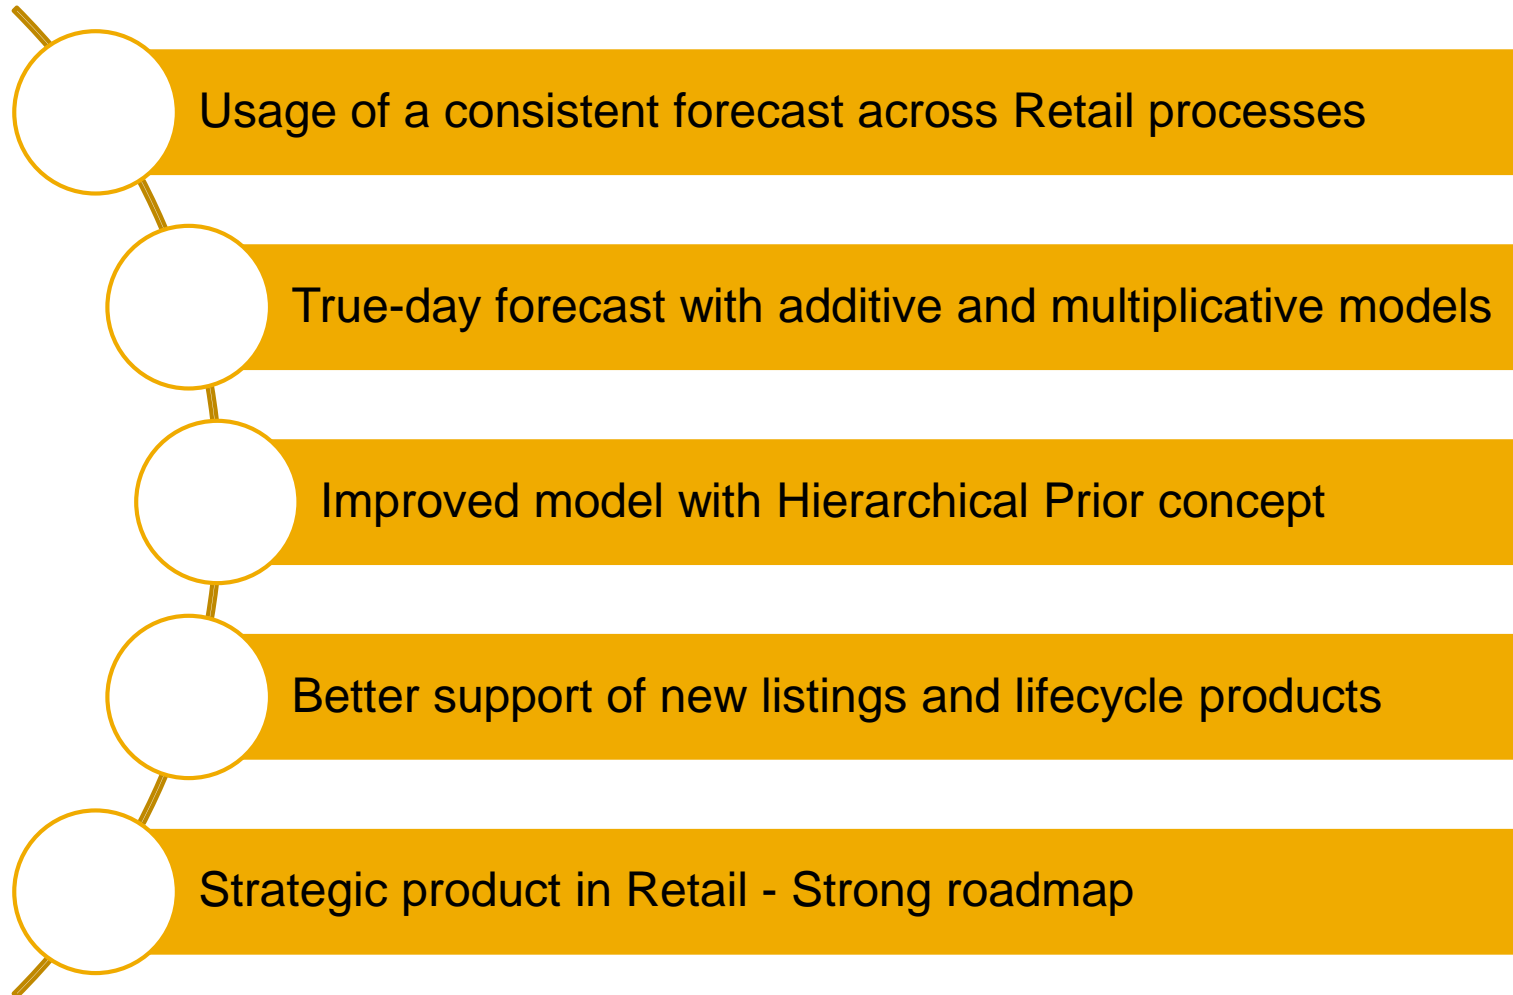 Usage of a consistent forecast across Retail processes
True-day forecast with additive and multiplicative models
Improved model with Hierarchical Prior concept
Better support of new listings and lifecycle products
Strategic product in Retail - Strong roadmap